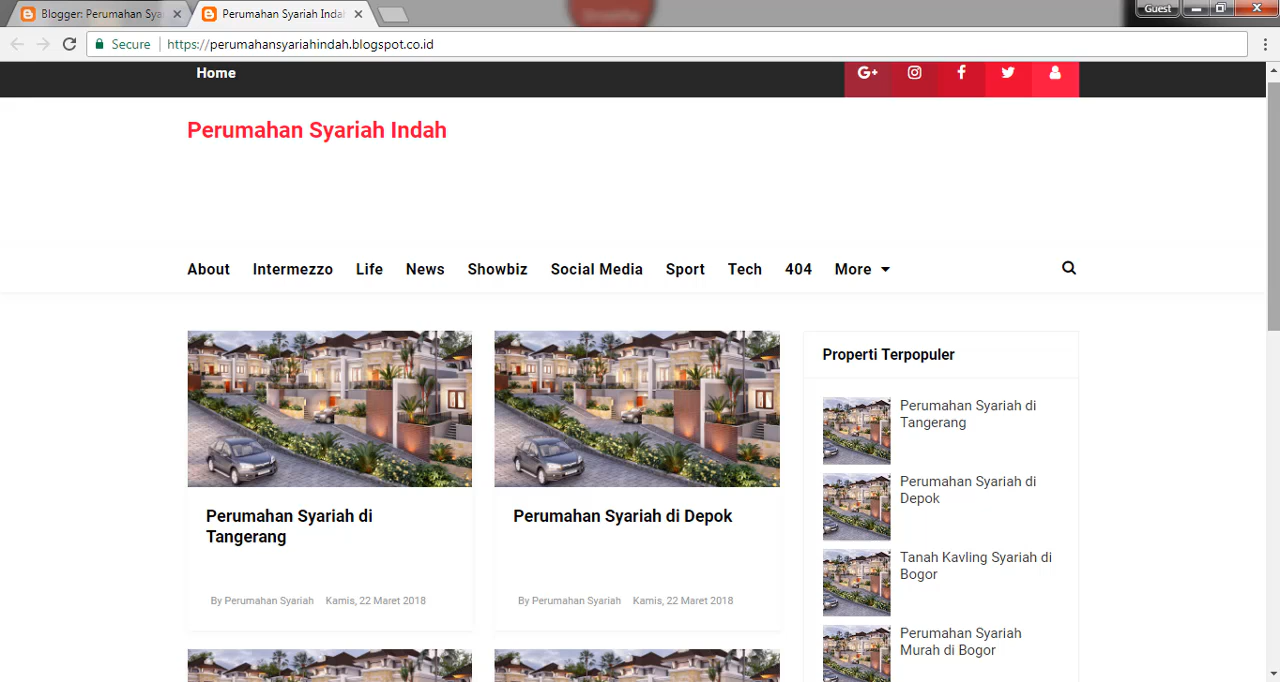 Blogger: Perumahan Sya
Perumahan Syariah Inda
Guest
Secure
https://perumahansyariahindah.blogspot.co.id
Home
G+
Perumahan Syariah Indah
About Intermezzo Life News Showbiz Social Media Sport Tech 404 More
Perumahan Syariah di
Tangerang
By Perumahan Syariah Kamis, 22 Maret 2018
Perumahan Syariah di Depok
By Perumahan Syariah Kamis, 22 Maret 2018
Properti Terpopuler
Perumahan Syariah di
Tangerang
Perumahan Syariah di
Depok
Tanah Kavling Syariah di
Bogor
Perumahan Syariah
Murah di Bogor